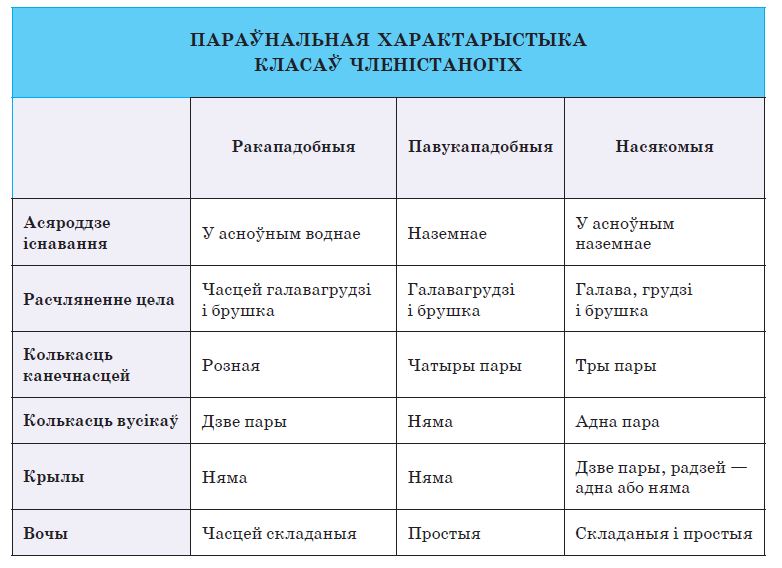 ПАРАЎНАЛЬНАЯ ХАРАКТАРЫСТЫКА
КЛАСАЎ ЧЛЕНІСТАНОГІХ
Ракападобныя
Павукападобныя
Насякомыя
Асяроддзе
існавання
У асноўным воднае
Наземнае
У асноўным
наземнае
Расчляненне цела
Часцей галавагрудзі
і брушка
Галавагрудзі
і брушка
Галава, грудзі
і брушка
Колькасць
канечнасцей
Розная
Чатыры пары
Тры пары
Колькасць вусікаў
Дзве пары
Няма
Адна пара
Крылы
Няма
Няма
Дзве пары, радзей —
адна або няма
Вочы
Часцей складаныя
Простыя
Складаныя і простыя